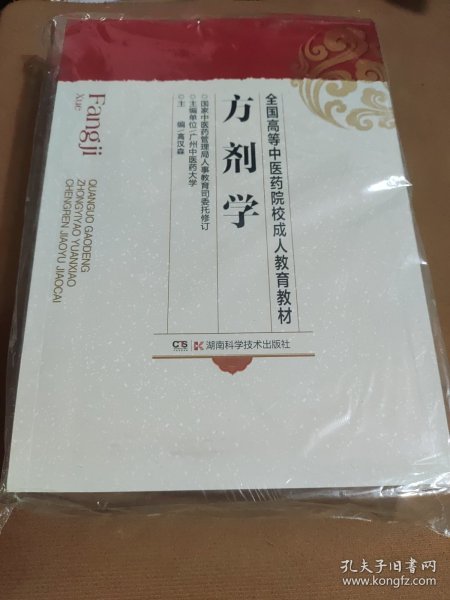 全国高等中医药院校成人教育教材
方剂学
◎国家中医药管理局人事教育司委托修订
◎主编单位/广州中医药大学
◎主 编/高汉森
Fangji
Xue
QUANGUO GAODENG
ZHONGYIYAO YUANXIAO
CHENGREN JIAOYU JIAOCAI
CS 湖南科学技术出版社
孔夫子旧书网
www.kongfz.com